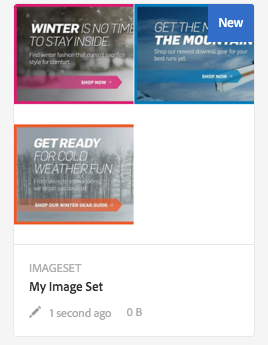 WINTER IS NO TIME
TO STAY INSIDE.
Find winter fashion that doesn't sacrifice
style for comfort.
SHOP NOW
GET THE M
THE MOUNTAIN
Shop our newest downhill gear for your
best runs yet.
SHOP NOW
New
GET READY
FOR COLD
WEATHER FUN.
SHOP OUR WINTER GEAR GUIDE
IMAGESET
My Image Set
1 second ago
0 B